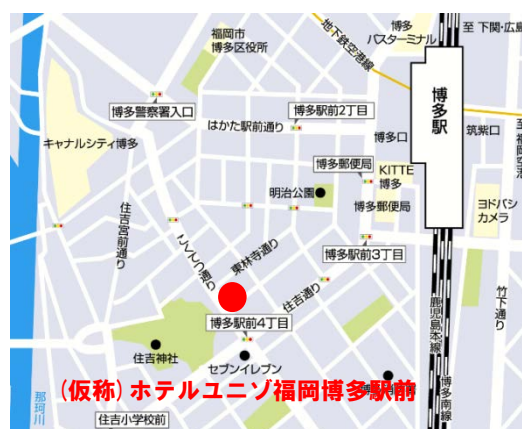 福岡市
博多区役所
地下鉄空港線
博多
バスターミナル
至 下関・広島
博多警察署入口
博多駅前2丁目
はかた駅前通り
博多駅
博多口
筑紫口
至
福岡空港
キャナルシティ博多
博多郵便局
KITTE
博多
明治公園
博多郵便局
ヨドバシ
カメラ
住吉宮前通り
こくてつ通り
東林寺通り
博多駅前3丁目
住吉通り
竹下通り
鹿児島本線
博多南線
博多駅前4丁目
住吉神社
セブンイレブン
(仮称)ホテルユニゾ福岡博多駅前
那珂川
住吉小学校前